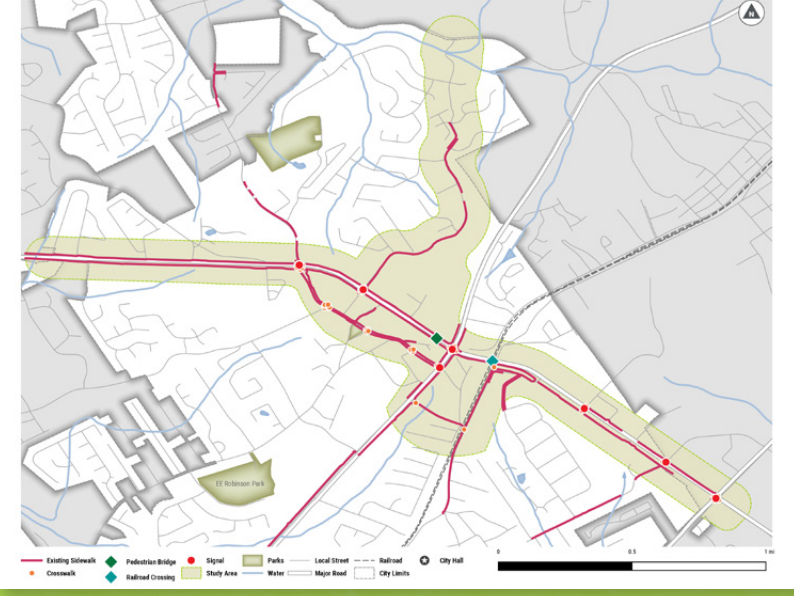 N
EE Robinson Park
Existing Sidewalk Pedestrian Bridge Signal Parks Local Street Railroad City Hall
Crosswalk Railroad Crossing Study Area Water Major Road City Limits
0 0.5 1 mi